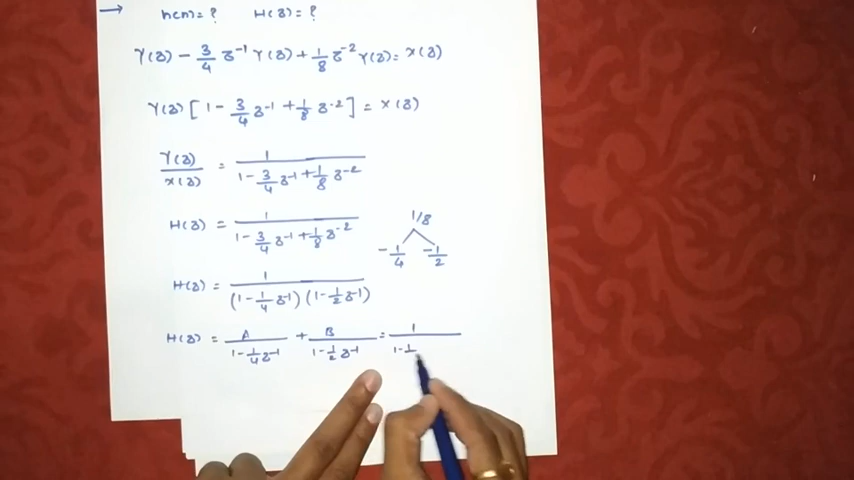 → h(n) = ? H(z) = ?
Y(z) - 3/4 z⁻¹ Y(z) + 1/8 z⁻² Y(z) = X(z)
Y(z) [ 1 - 3/4 z⁻¹ + 1/8 z⁻² ] = X(z)
Y(z)/X(z) = 1/(1 - 3/4 z⁻¹ + 1/8 z⁻²)
H(z) = 1/(1 - 3/4 z⁻¹ + 1/8 z⁻²)
1/8
-1/4 -1/2
H(z) = 1/((1 - 1/4 z⁻¹) (1 - 1/2 z⁻¹))
H(z) = A/(1 - 1/4 z⁻¹) + B/(1 - 1/2 z⁻¹) = 1/(1 - 1/